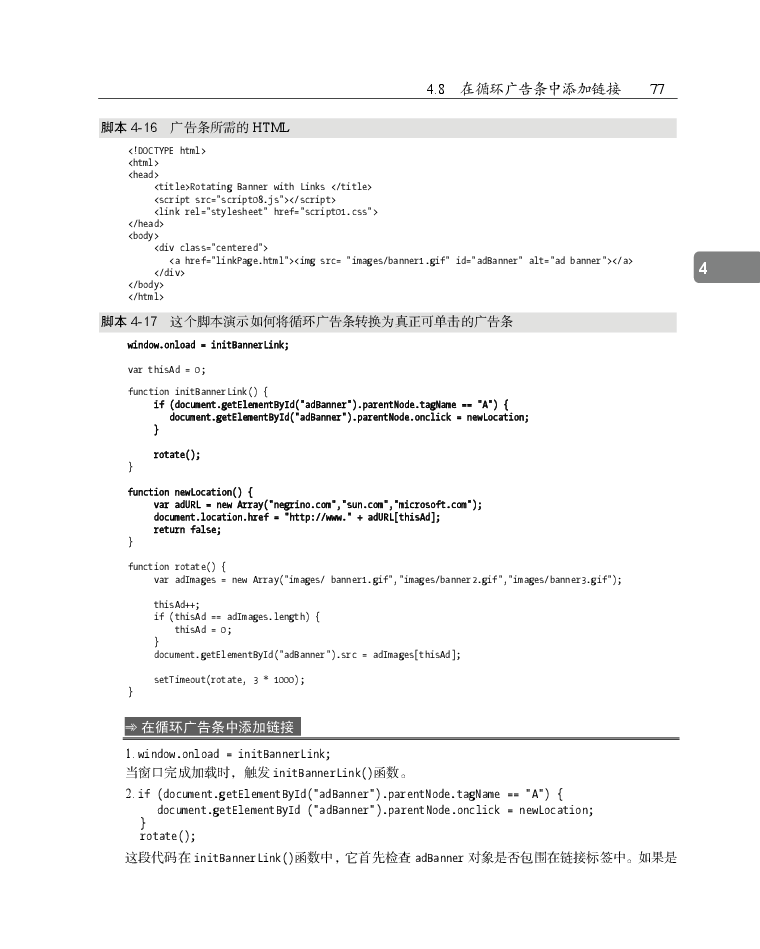 4.8 在循环广告条中添加链接 77
脚本 4-16 广告条所需的 HTML
<!DOCTYPE html>
<html>
<head>
<title>Rotating Banner with Links </title>
<script src="script08.js"></script>
<link rel="stylesheet" href="script01.css">
</head>
<body>
<div class="centered">
<a href="linkPage.html"><img src= "images/banner1.gif" id="adBanner" alt="ad banner"></a>
</div>
</body>
</html>
4
脚本 4-17 这个脚本演示如何将循环广告条转换为真正可单击的广告条
window.onload = initBannerLink;
var thisAd = 0;
function initBannerLink() {
if (document.getElementById("adBanner").parentNode.tagName == "A") {
document.getElementById("adBanner").parentNode.onclick = newLocation;
}
rotate();
}
function newLocation() {
var adURL = new Array("negrino.com","sun.com","microsoft.com");
document.location.href = "http://www." + adURL[thisAd];
return false;
}
function rotate() {
var adImages = new Array("images/ banner1.gif","images/banner2.gif","images/banner3.gif");
thisAd++;
if (thisAd == adImages.length) {
thisAd = 0;
}
document.getElementById("adBanner").src = adImages[thisAd];
setTimeout(rotate, 3 * 1000);
}
➾ 在循环广告条中添加链接
1. window.onload = initBannerLink;
当窗口完成加载时，触发 initBannerLink()函数。
2. if (document.getElementById("adBanner").parentNode.tagName == "A") {
document.getElementById ("adBanner").parentNode.onclick = newLocation;
}
rotate();
这段代码在 initBannerLink()函数中，它首先检查 adBanner 对象是否包围在链接标签中。如果是